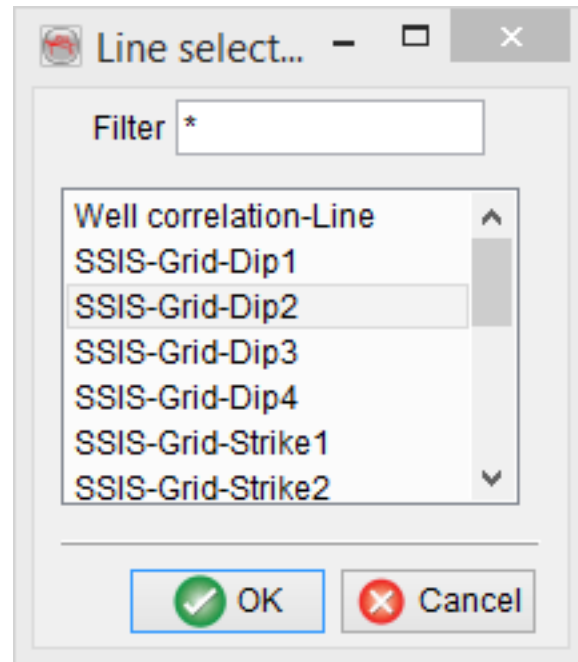 Line select...
Filter *
Well correlation-Line
SSIS-Grid-Dip1
SSIS-Grid-Dip2
SSIS-Grid-Dip3
SSIS-Grid-Dip4
SSIS-Grid-Strike1
SSIS-Grid-Strike2
OK Cancel